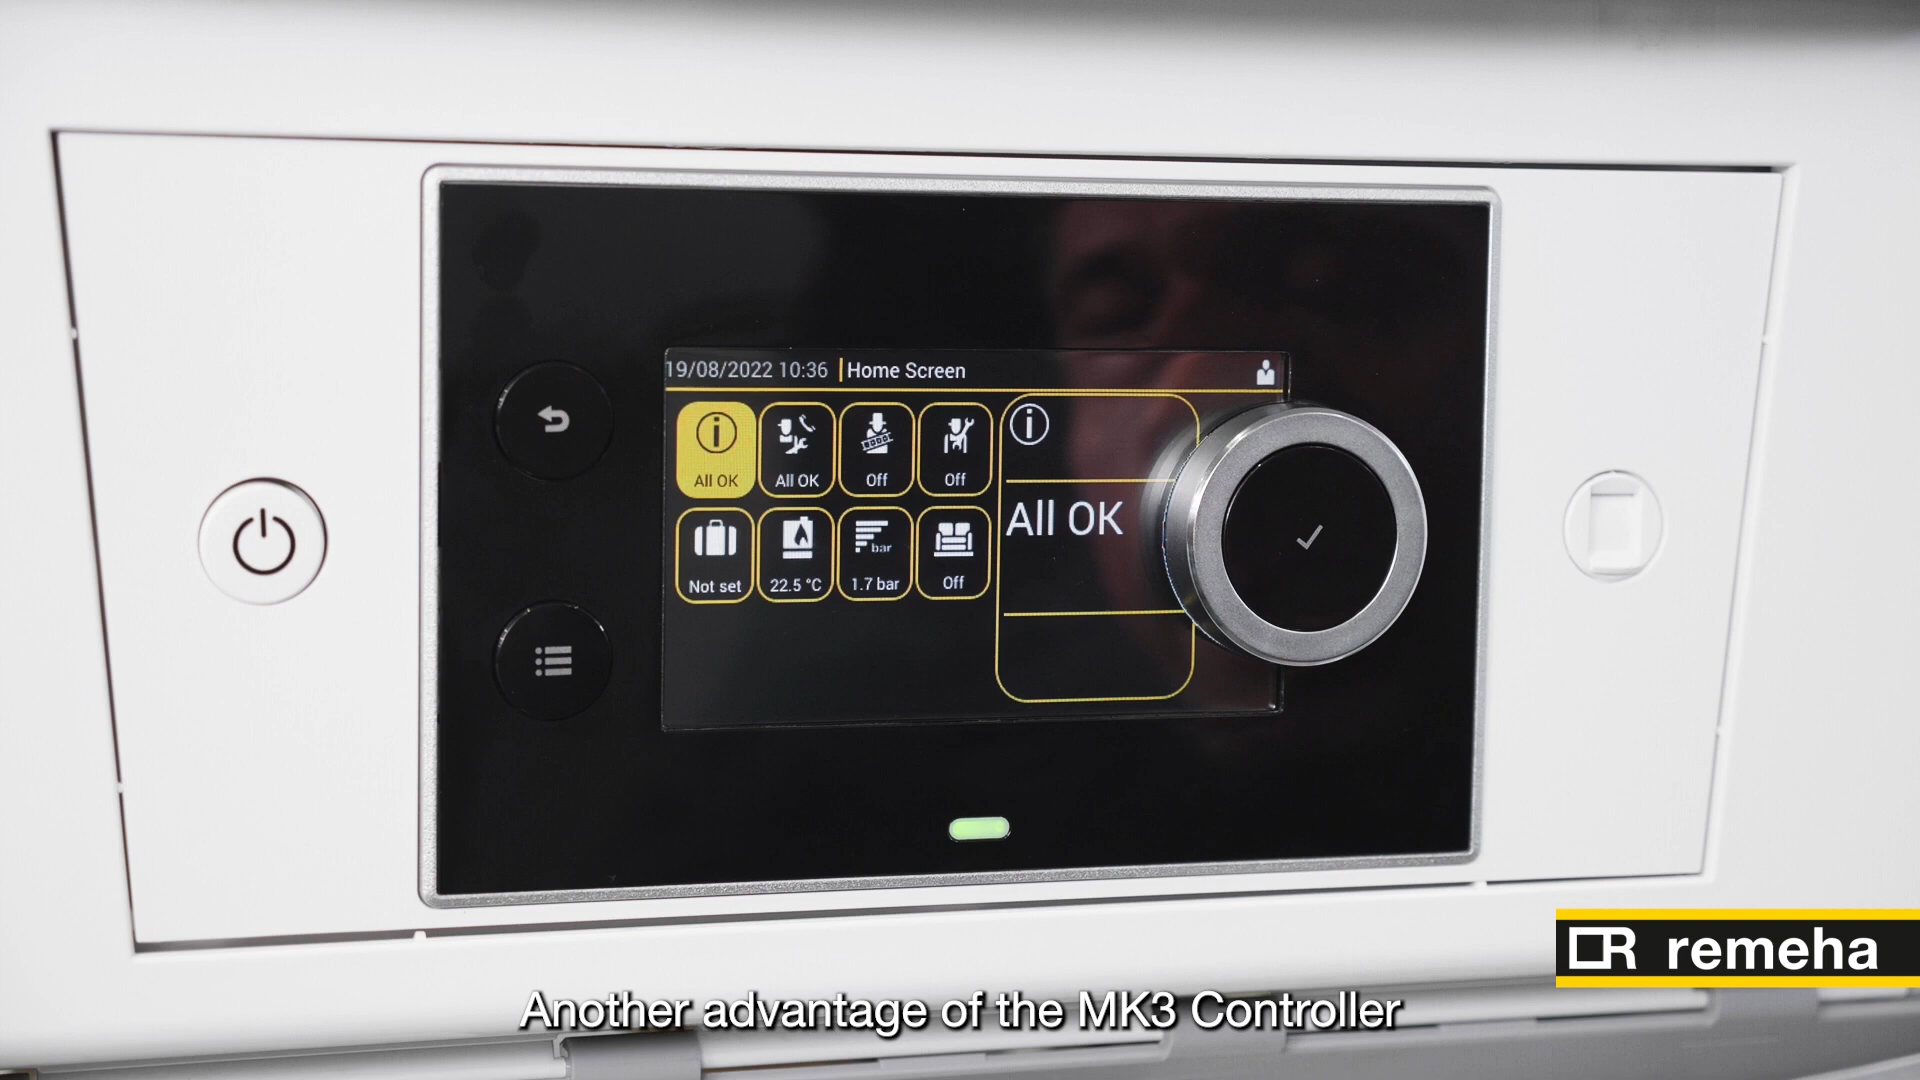 19/08/2022 10:36 Home Screen
All OK
All OK
Off
Off
All OK
Not set
22.5 °C
bar
1.7 bar
Off
remeha
Another advantage of the MK3 Controller